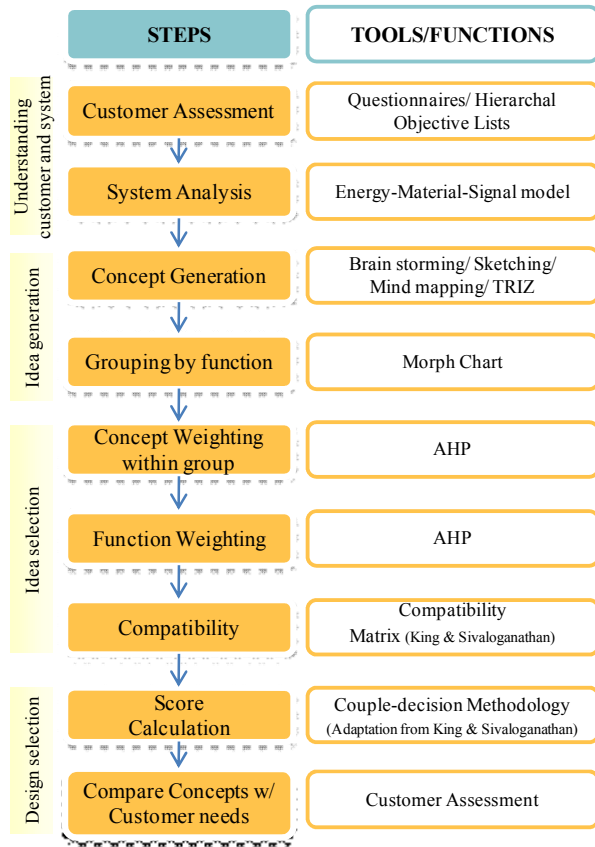 STEPS
TOOLS/FUNCTIONS
Understanding
customer and system
Customer Assessment
Questionnaires/ Hierarchal
Objective Lists
System Analysis
Energy-Material-Signal model
Idea generation
Concept Generation
Brain storming/ Sketching/
Mind mapping/ TRIZ
Grouping by function
Morph Chart
Idea selection
Concept Weighting
within group
AHP
Function Weighting
AHP
Compatibility
Compatibility
Matrix (King & Sivaloganathan)
Design selection
Score
Calculation
Couple-decision Methodology
(Adaptation from King & Sivaloganathan)
Compare Concepts w/
Customer needs
Customer Assessment